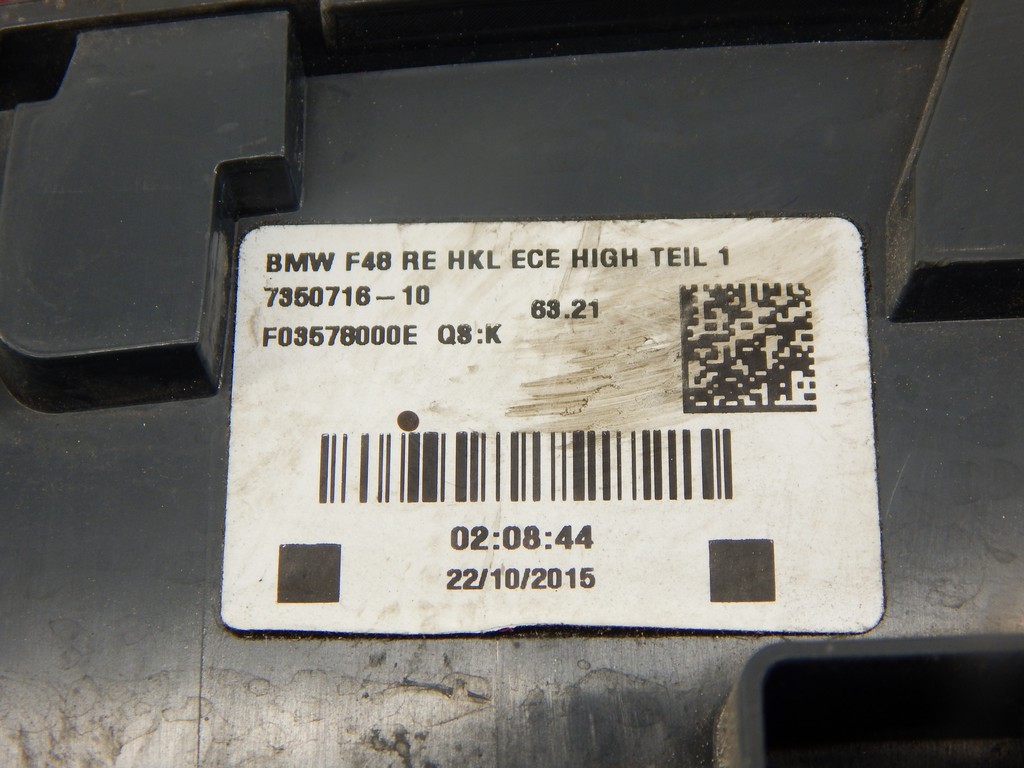 BMW F48 RE HKL ECE HIGH TEIL 1
7350716-10
63.21
F03578000E QS:K
02:08:44
22/10/2015